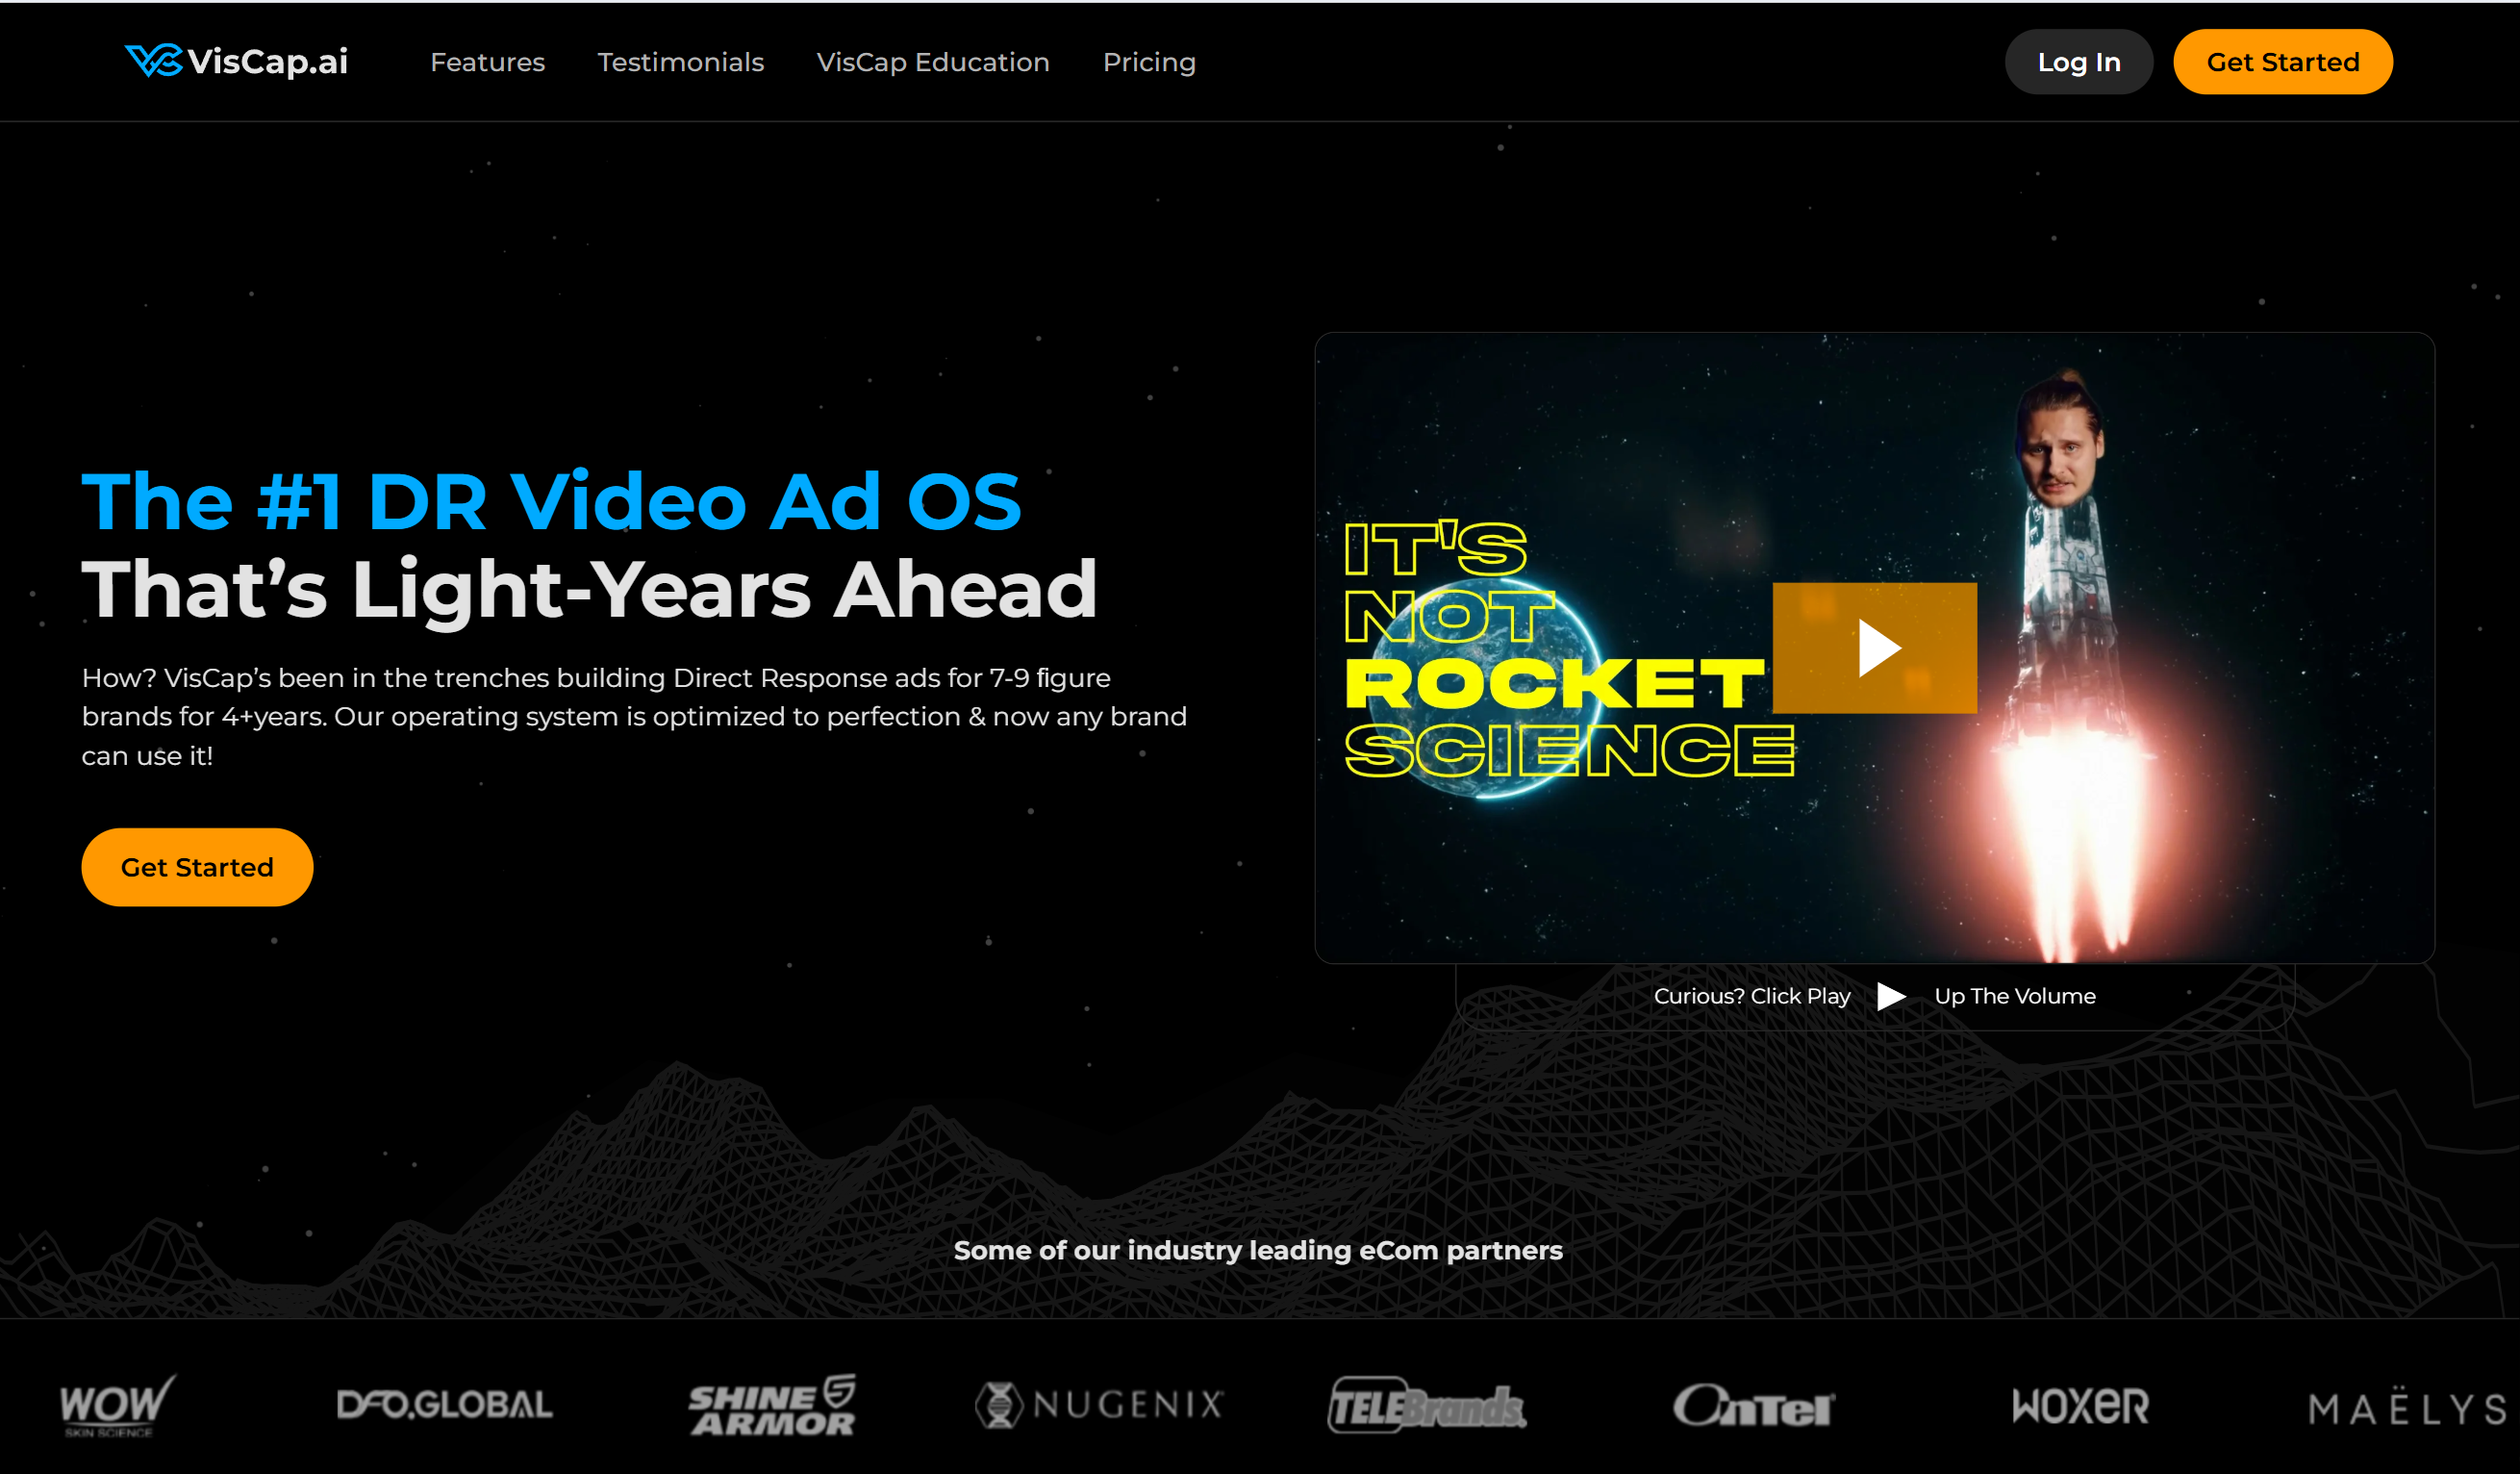 VisCap.ai
Features
Testimonials
VisCap Education
Pricing
Log In
Get Started
The #1 DR Video Ad OS
That’s Light-Years Ahead
How? VisCap’s been in the trenches building Direct Response ads for 7-9 figure
brands for 4+years. Our operating system is optimized to perfection & now any brand
can use it!
Get Started
IT'S
NOT
ROCKET
SCIENCE
Curious? Click Play
Up The Volume
Some of our industry leading eCom partners
WOW
SKIN SCIENCE
DFO.GLOBAL
SHINE
ARMOR
NUGENIX
TELEBrands
OnTel
WOXER
MAËLYS